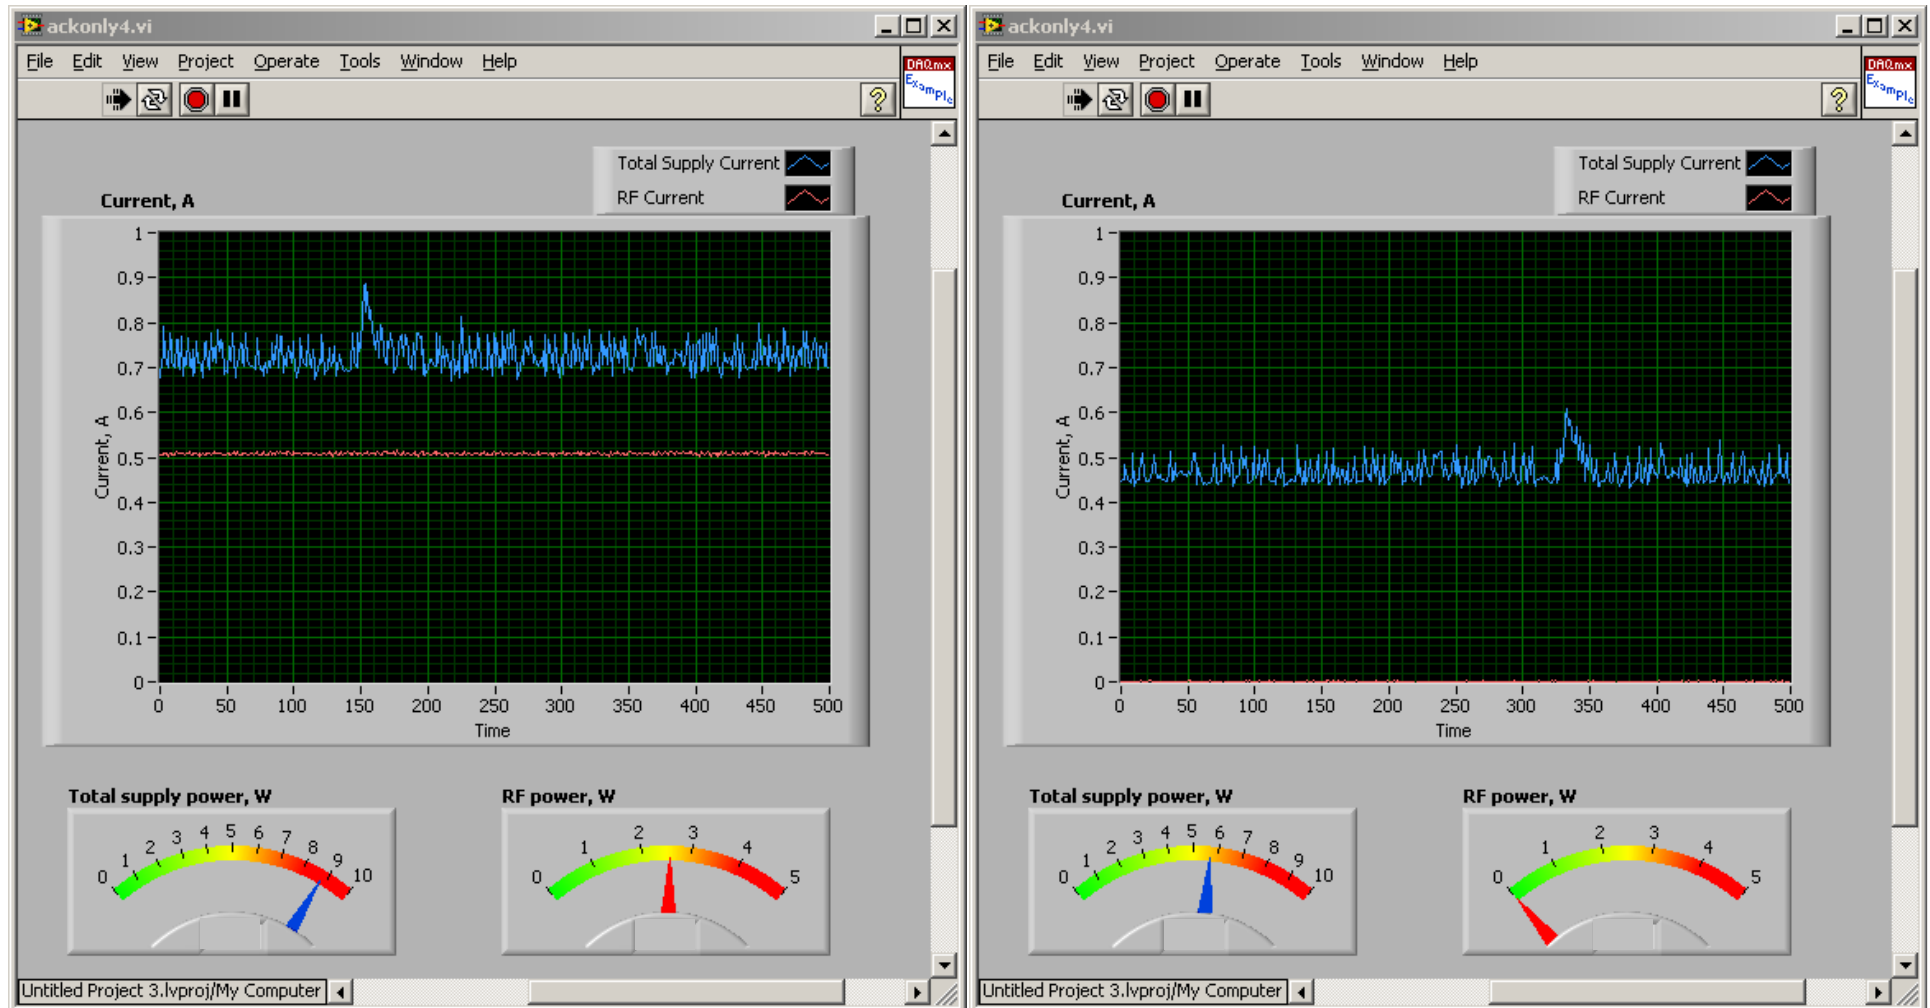 ackonly4.vi
File Edit View Project Operate Tools Window Help
DAQmx
Example
?
Total Supply Current
RF Current
Current, A
1
0.9
0.8
0.7
0.6
0.5
0.4
0.3
0.2
0.1
0
Current, A
0 50 100 150 200 250 300 350 400 450 500
Time
Total supply power, W
0 1 2 3 4 5 6 7 8 9 10
RF power, W
0 1 2 3 4 5
Untitled Project 3.lvproj/My Computer
ackonly4.vi
File Edit View Project Operate Tools Window Help
DAQmx
Example
?
Total Supply Current
RF Current
Current, A
1
0.9
0.8
0.7
0.6
0.5
0.4
0.3
0.2
0.1
0
Current, A
0 50 100 150 200 250 300 350 400 450 500
Time
Total supply power, W
0 1 2 3 4 5 6 7 8 9 10
RF power, W
0 1 2 3 4 5
Untitled Project 3.lvproj/My Computer